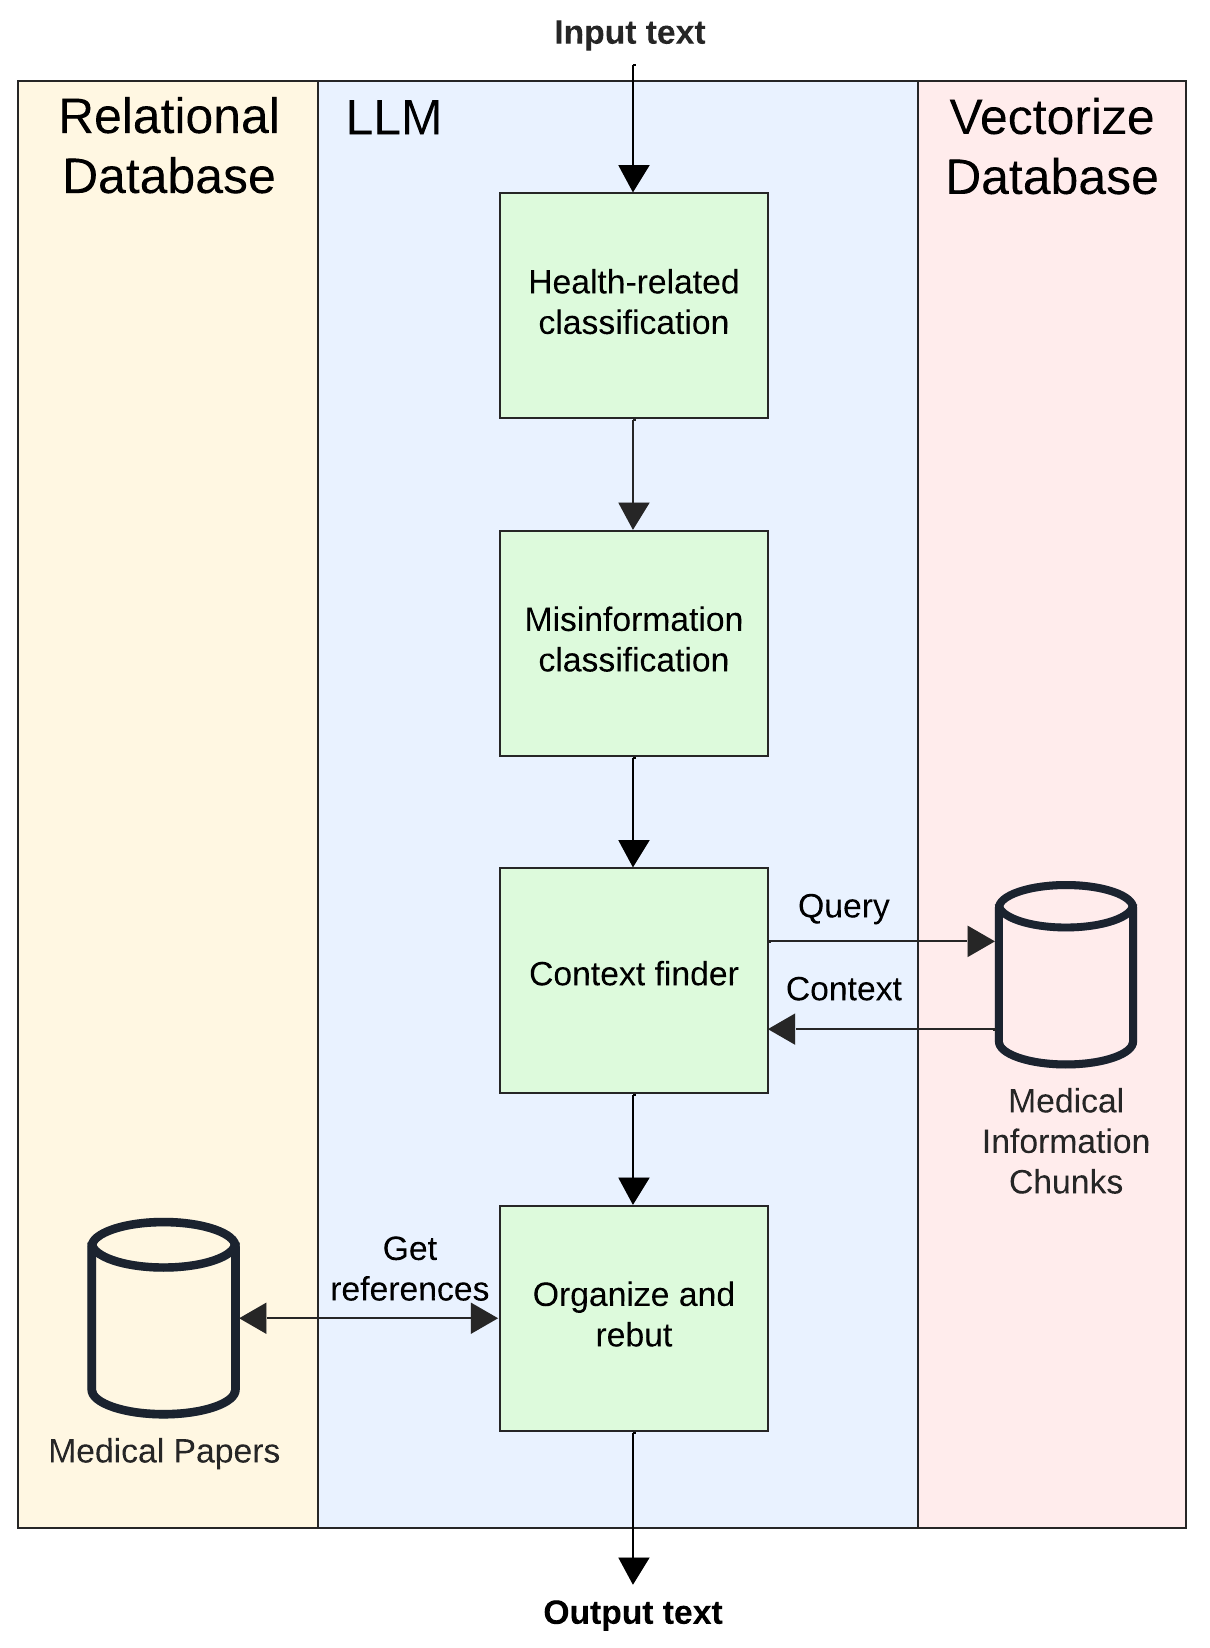 Input text
Relational
Database
LLM
Vectorize
Database
Health-related
classification
Misinformation
classification
Query
Context finder
Context
Medical
Information
Chunks
Get
references
Organize and
rebut
Medical Papers
Output text